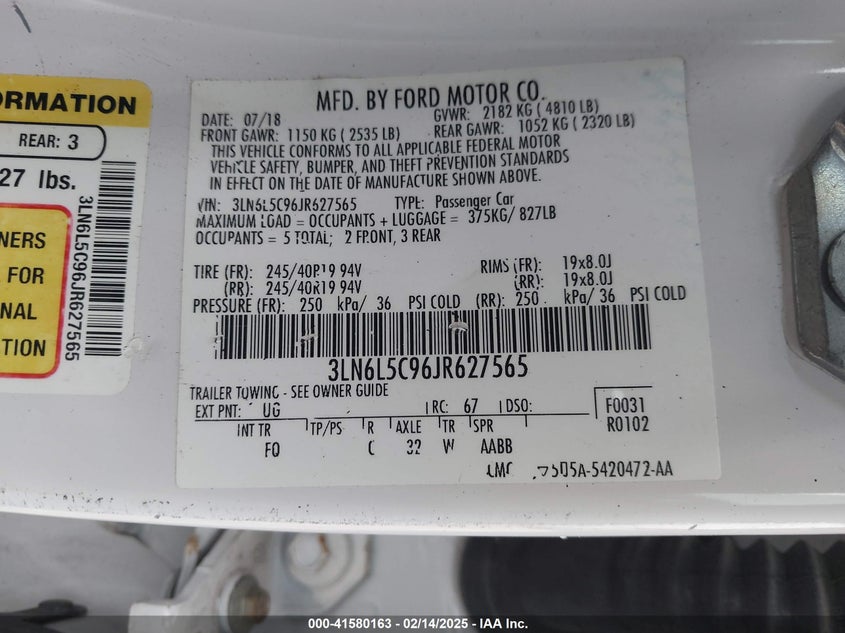 ORMATION
REAR: 3
27 lbs.
NERS
FOR
NAL
TION
3LN6L5C96JR627565
MFD. BY FORD MOTOR CO.
DATE: 07/18 GVWR: 2182 KG ( 4810 LB)
FRONT GAWR: 1150 KG ( 2535 LB) REAR GAWR: 1052 KG ( 2320 LB)
THIS VEHICLE CONFORMS TO ALL APPLICABLE FEDERAL MOTOR
VEHICLE SAFETY, BUMPER, AND THEFT PREVENTION STANDARDS
IN EFFECT ON THE DATE OF MANUFACTURE SHOWN ABOVE.
VIN: 3LN6L5C96JR627565 TYPE: Passenger Car
MAXIMUM LOAD = OCCUPANTS + LUGGAGE = 375KG/ 827LB
OCCUPANTS = 5 TOTAL; 2 FRONT, 3 REAR
TIRE (FR): 245/40R19 94V RIMS (FR): 19x8.0J
(RR): 245/40R19 94V (RR): 19x8.0J
PRESSURE (FR): 250 kPa/ 36 PSI COLD (RR): 250 kPa/ 36 PSI COLD
3LN6L5C96JR627565
TRAILER TOWING - SEE OWNER GUIDE
EXT PNT: UG RC: 67 DSO: F0031
INT TR TP/PS R AXLE TR SPR R0102
FQ 32 W AABB
5420472-AA
000-41580163 - 02/14/2025 - IAA Inc.